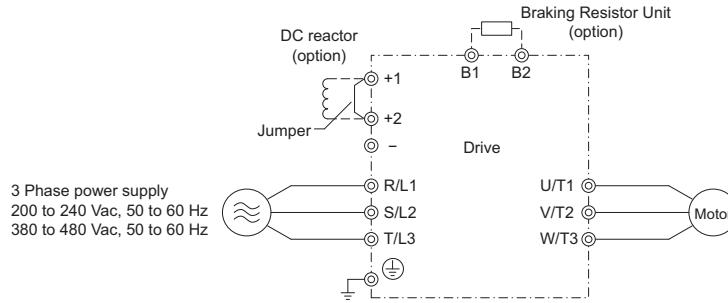 Braking Resistor Unit
(option)
DC reactor
(option)
B1 B2
+1
+2
Jumper
–
Drive
3 Phase power supply
200 to 240 Vac, 50 to 60 Hz
380 to 480 Vac, 50 to 60 Hz
R/L1
S/L2
T/L3
U/T1
V/T2
W/T3
Motor